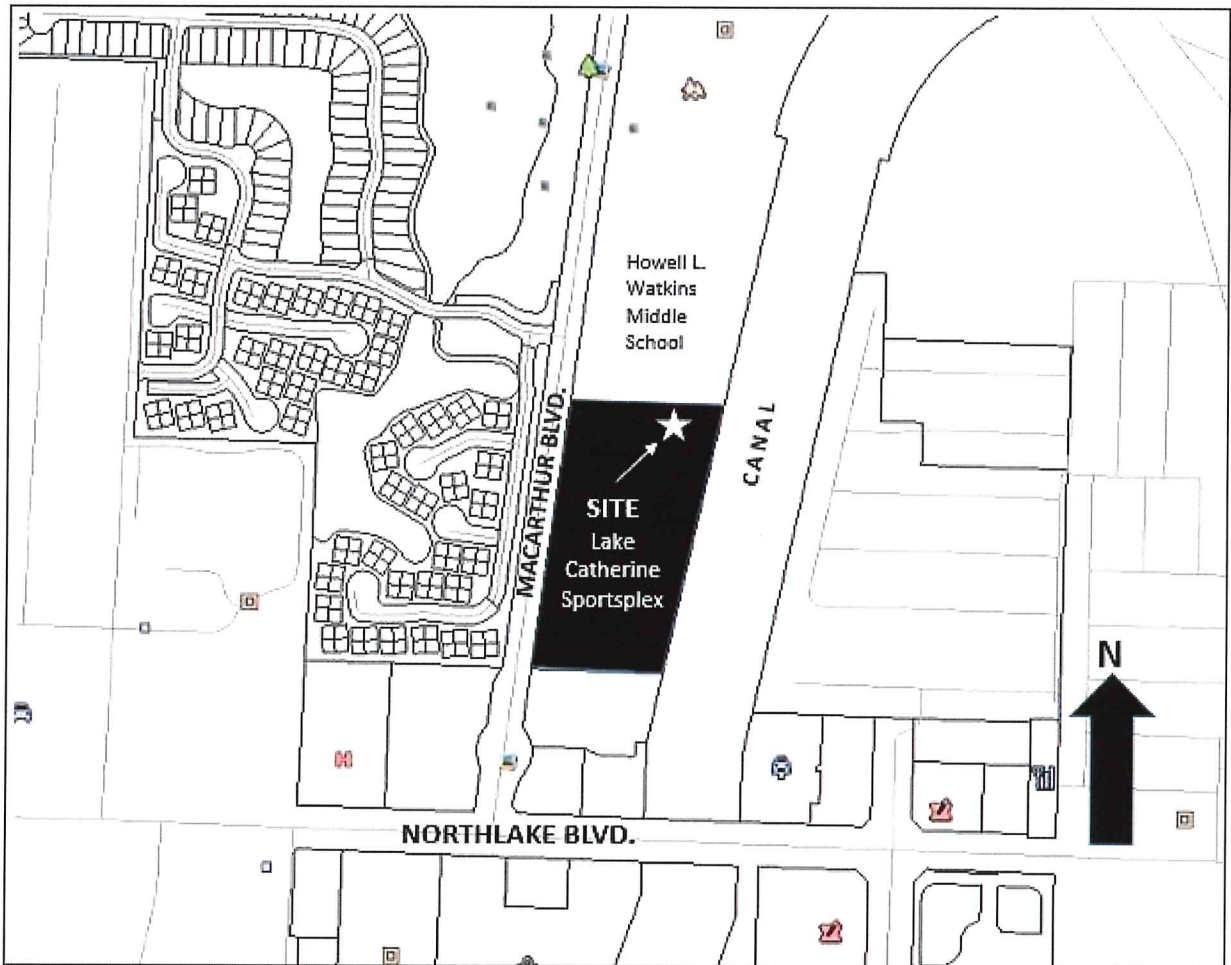 Howell L.
Watkins
Middle
School
MACARTHUR BLVD.
CANAL
SITE
Lake
Catherine
Sportsplex
N
H
NORTHLAKE BLVD.